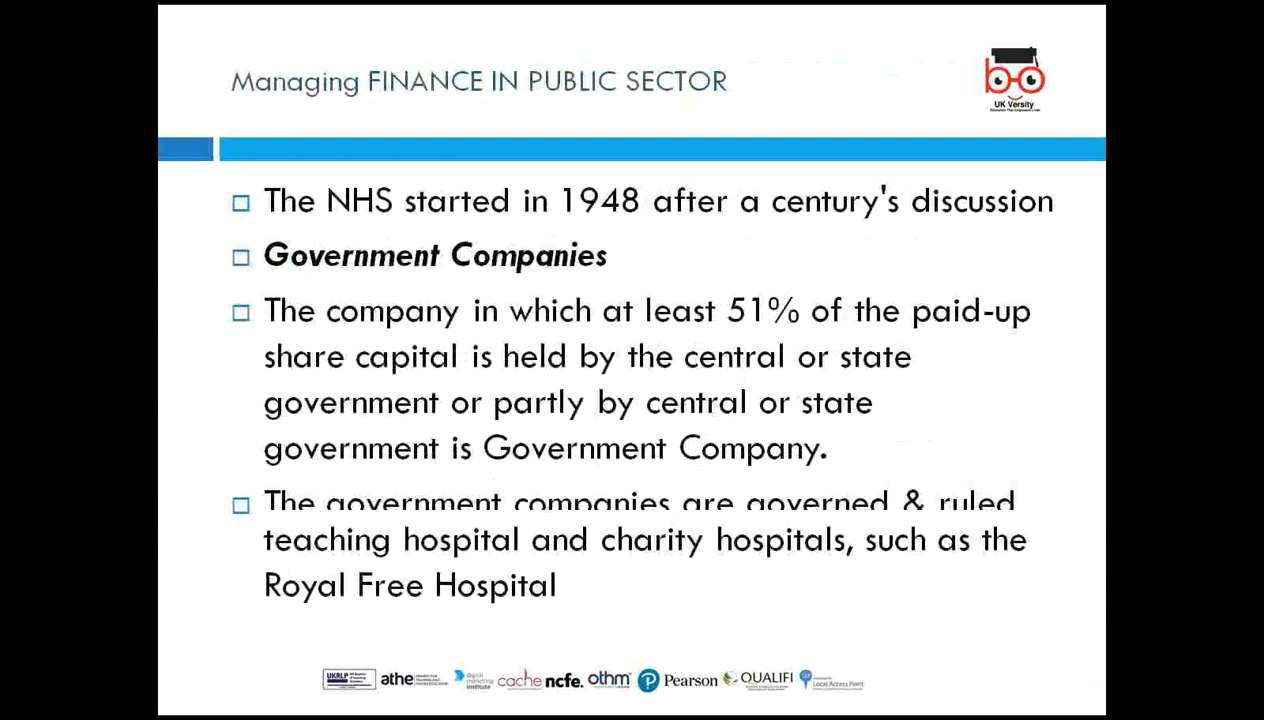 Managing FINANCE IN PUBLIC SECTOR
UK Versity
The NHS started in 1948 after a century's discussion
Government Companies
The company in which at least 51% of the paid-up
share capital is held by the central or state
government or partly by central or state
government is Government Company.
The government companies are governed & ruled
teaching hospital and charity hospitals, such as the
Royal Free Hospital
UKRLP athe digital marketing institute cache ncfe. othm Pearson QUALIFI Local Access Point